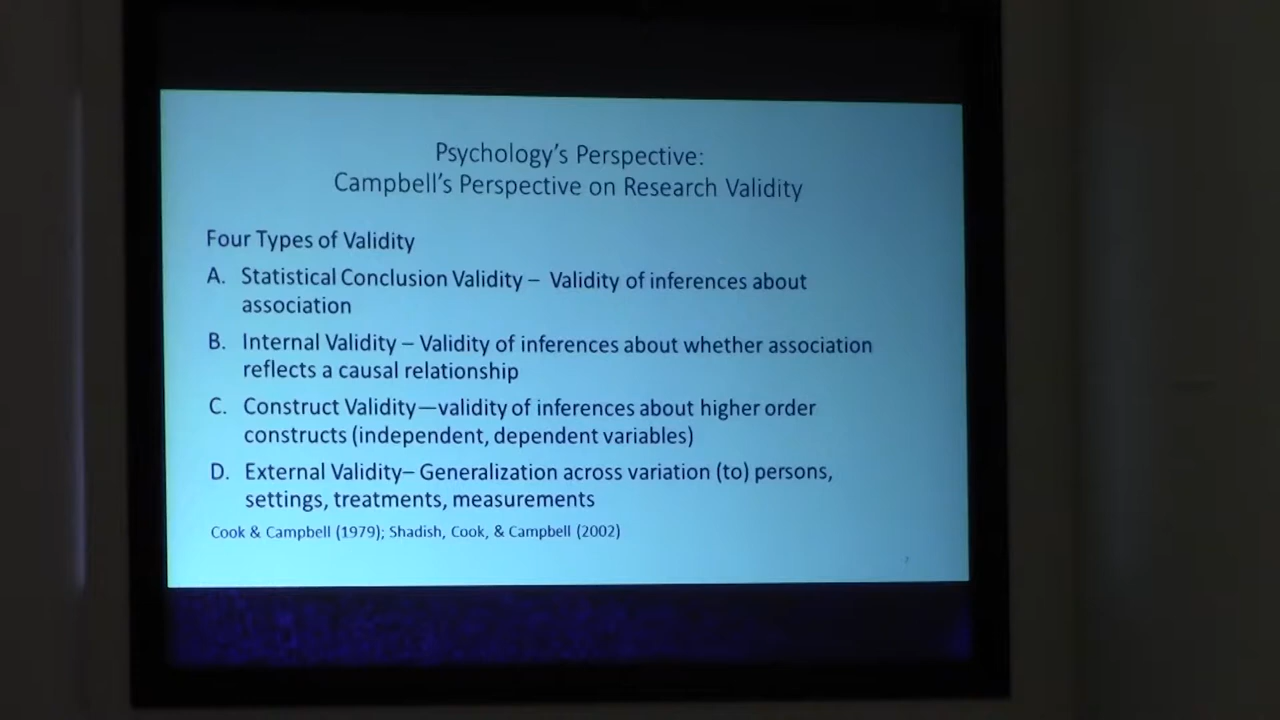 Psychology's Perspective:
Campbell's Perspective on Research Validity
Four Types of Validity
A. Statistical Conclusion Validity – Validity of inferences about
association
B. Internal Validity – Validity of inferences about whether association
reflects a causal relationship
C. Construct Validity—validity of inferences about higher order
constructs (independent, dependent variables)
D. External Validity– Generalization across variation (to) persons,
settings, treatments, measurements
Cook & Campbell (1979); Shadish, Cook, & Campbell (2002)
7